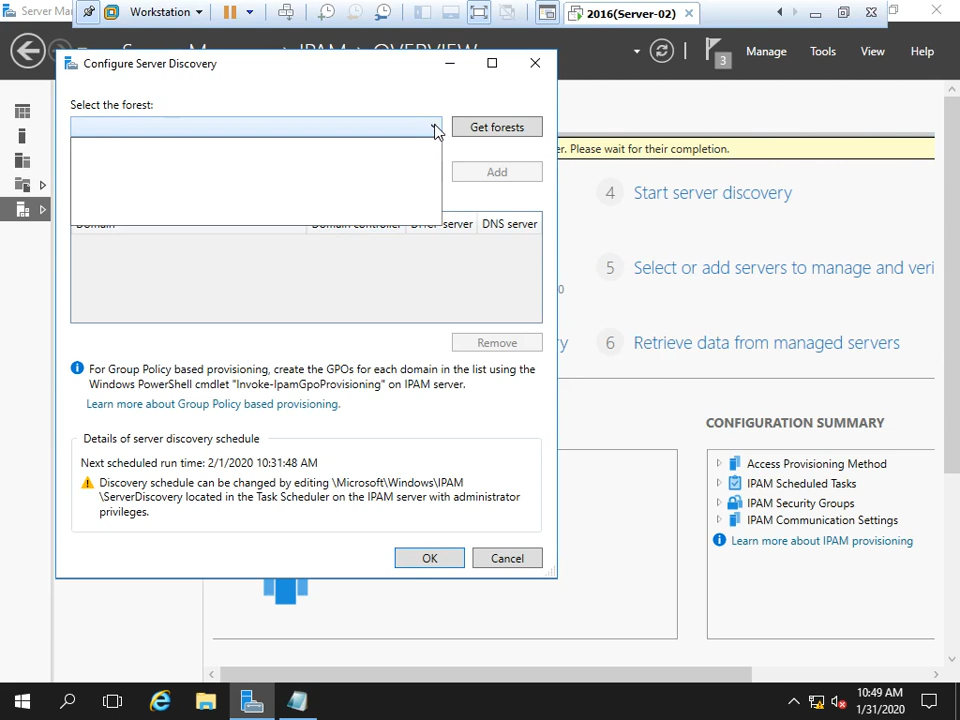 Server Ma
Workstation
2016(Server-02)
3
Manage
Tools
View
Help
Configure Server Discovery
Select the forest:
Get forests
er. Please wait for their completion.
Add
4
Start server discovery
DNS server
5
Select or add servers to manage and veri
0
Remove
ry
6
Retrieve data from managed servers
For Group Policy based provisioning, create the GPOs for each domain in the list using the
Windows PowerShell cmdlet "Invoke-IpamGpoProvisioning" on IPAM server.
Learn more about Group Policy based provisioning.
CONFIGURATION SUMMARY
Details of server discovery schedule
Next scheduled run time: 2/1/2020 10:31:48 AM
Discovery schedule can be changed by editing \Microsoft\Windows\IPAM
\ServerDiscovery located in the Task Scheduler on the IPAM server with administrator
privileges.
Access Provisioning Method
IPAM Scheduled Tasks
IPAM Security Groups
IPAM Communication Settings
Learn more about IPAM provisioning
OK
Cancel
10:49 AM
1/31/2020